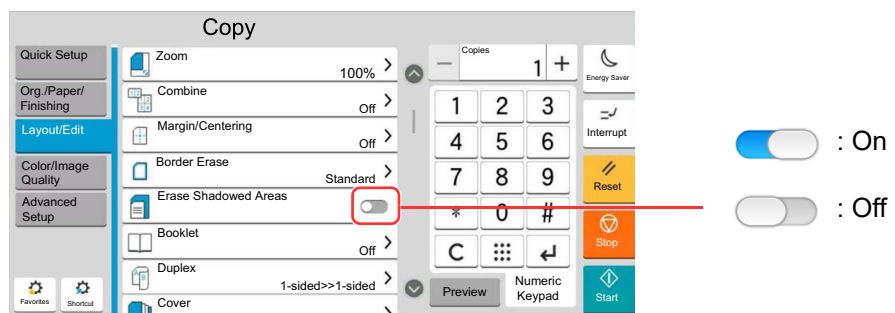 Copy
Quick Setup
Org./Paper/
Finishing
Layout/Edit
Color/Image
Quality
Advanced
Setup
Favorites
Shortcut
Zoom
100%
Combine
Off
Margin/Centering
Off
Border Erase
Standard
Erase Shadowed Areas
Booklet
Off
Duplex
1-sided>>1-sided
Cover
Copies
1
1 2 3
4 5 6
7 8 9
* 0 #
C
Preview
Numeric
Keypad
Energy Saver
Interrupt
Reset
Stop
Start
: On
: Off